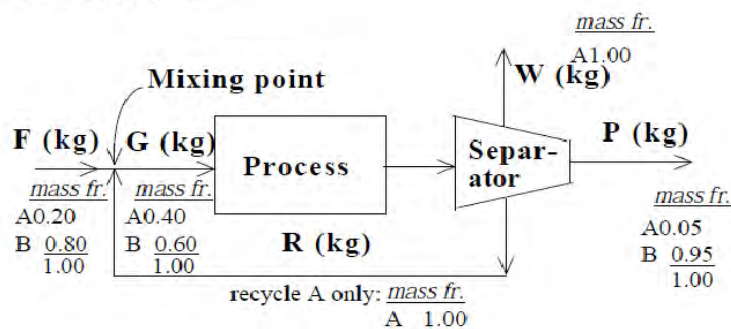 mass fr.
A1.00
W (kg)
Mixing point
F (kg)
G (kg)
P (kg)
Process
Separ-
ator
mass fr.
A0.20
B 0.80
1.00
mass fr.
A0.40
B 0.60
1.00
R (kg)
mass fr.
A0.05
B 0.95
1.00
recycle A only: mass fr.
A 1.00